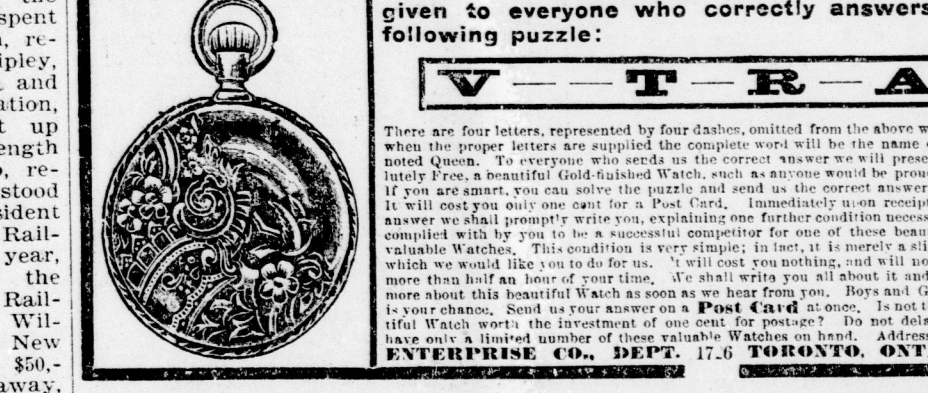 the
spent
, re-
ipley,
and
ation,
t up
ength
, re-
stood
sident
Rail-
year,
the
Rail-
Wil-
New
$50,-
away,
given to everyone who correctly answers
following puzzle:
V — — T — R — A
There are four letters, represented by four dashes, omitted from the above w
when the proper letters are supplied the complete word will be the name
noted Queen. To everyone who sends us the correct answer we will prese
lutely Free, a beautiful Gold-finished Watch, such as anyone would be prou
If you are smart, you can solve the puzzle and send us the correct answer
It will cost you only one cent for a Post Card. Immediately upon receip
answer we shall promptly write you, explaining one further condition necess
complied with by you to be a successful competitor for one of these beau
valuable Watches. This condition is very simple; in fact, it is merely a sli
which we would like you to do for us. It will cost you nothing, and will no
more than half an hour of your time. We shall write you all about it and
more about this beautiful Watch as soon as we hear from you. Boys and G
is your chance. Send us your answer on a Post Card at once. Is not t
tiful Watch worth the investment of one cent for postage? Do not dela
have only a limited number of these valuable Watches on hand. Address
ENTERPRISE CO., DEPT. 17_6 TORONTO, ONT.